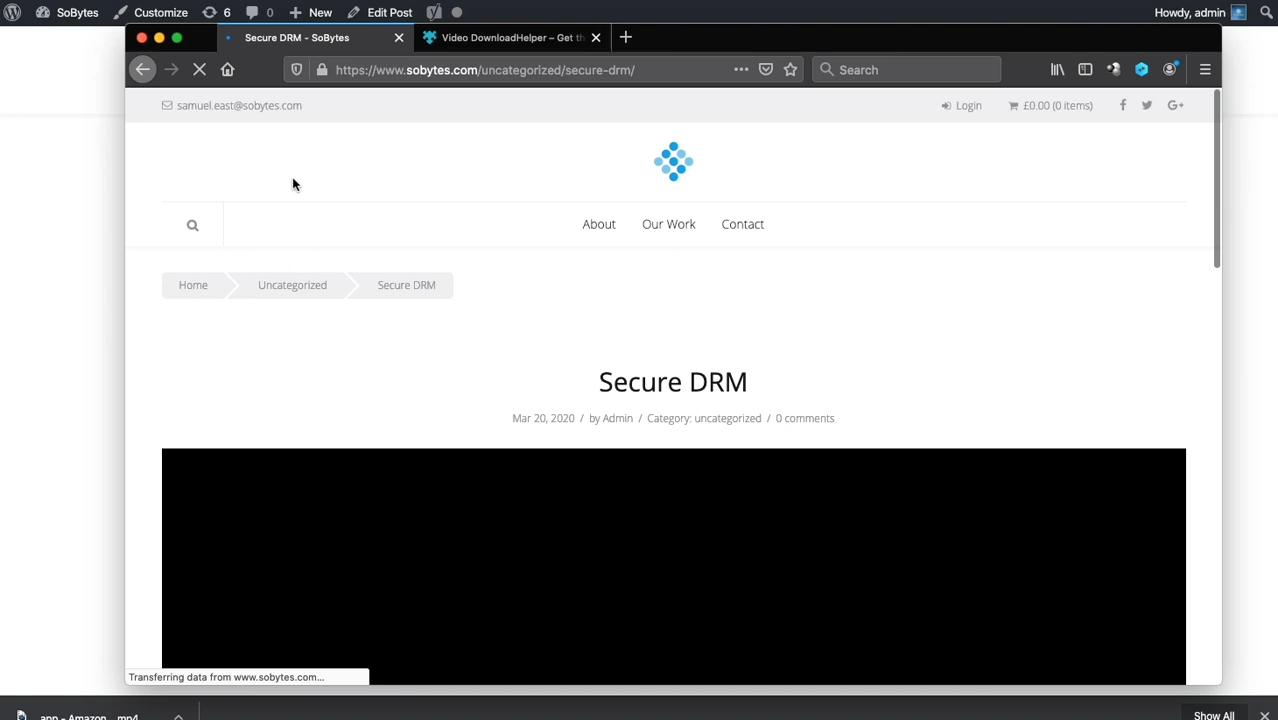 SoBytes Customize 6 0 New Edit Post Howdy, admin
Secure DRM - SoBytes Video DownloadHelper – Get th
https://www.sobytes.com/uncategorized/secure-drm/ Search
samuel.east@sobytes.com Login £0.00 (0 items)
About Our Work Contact
Home Uncategorized Secure DRM
Secure DRM
Mar 20, 2020 / by Admin / Category: uncategorized / 0 comments
Transferring data from www.sobytes.com...
app - Amazon....mp4 Show All